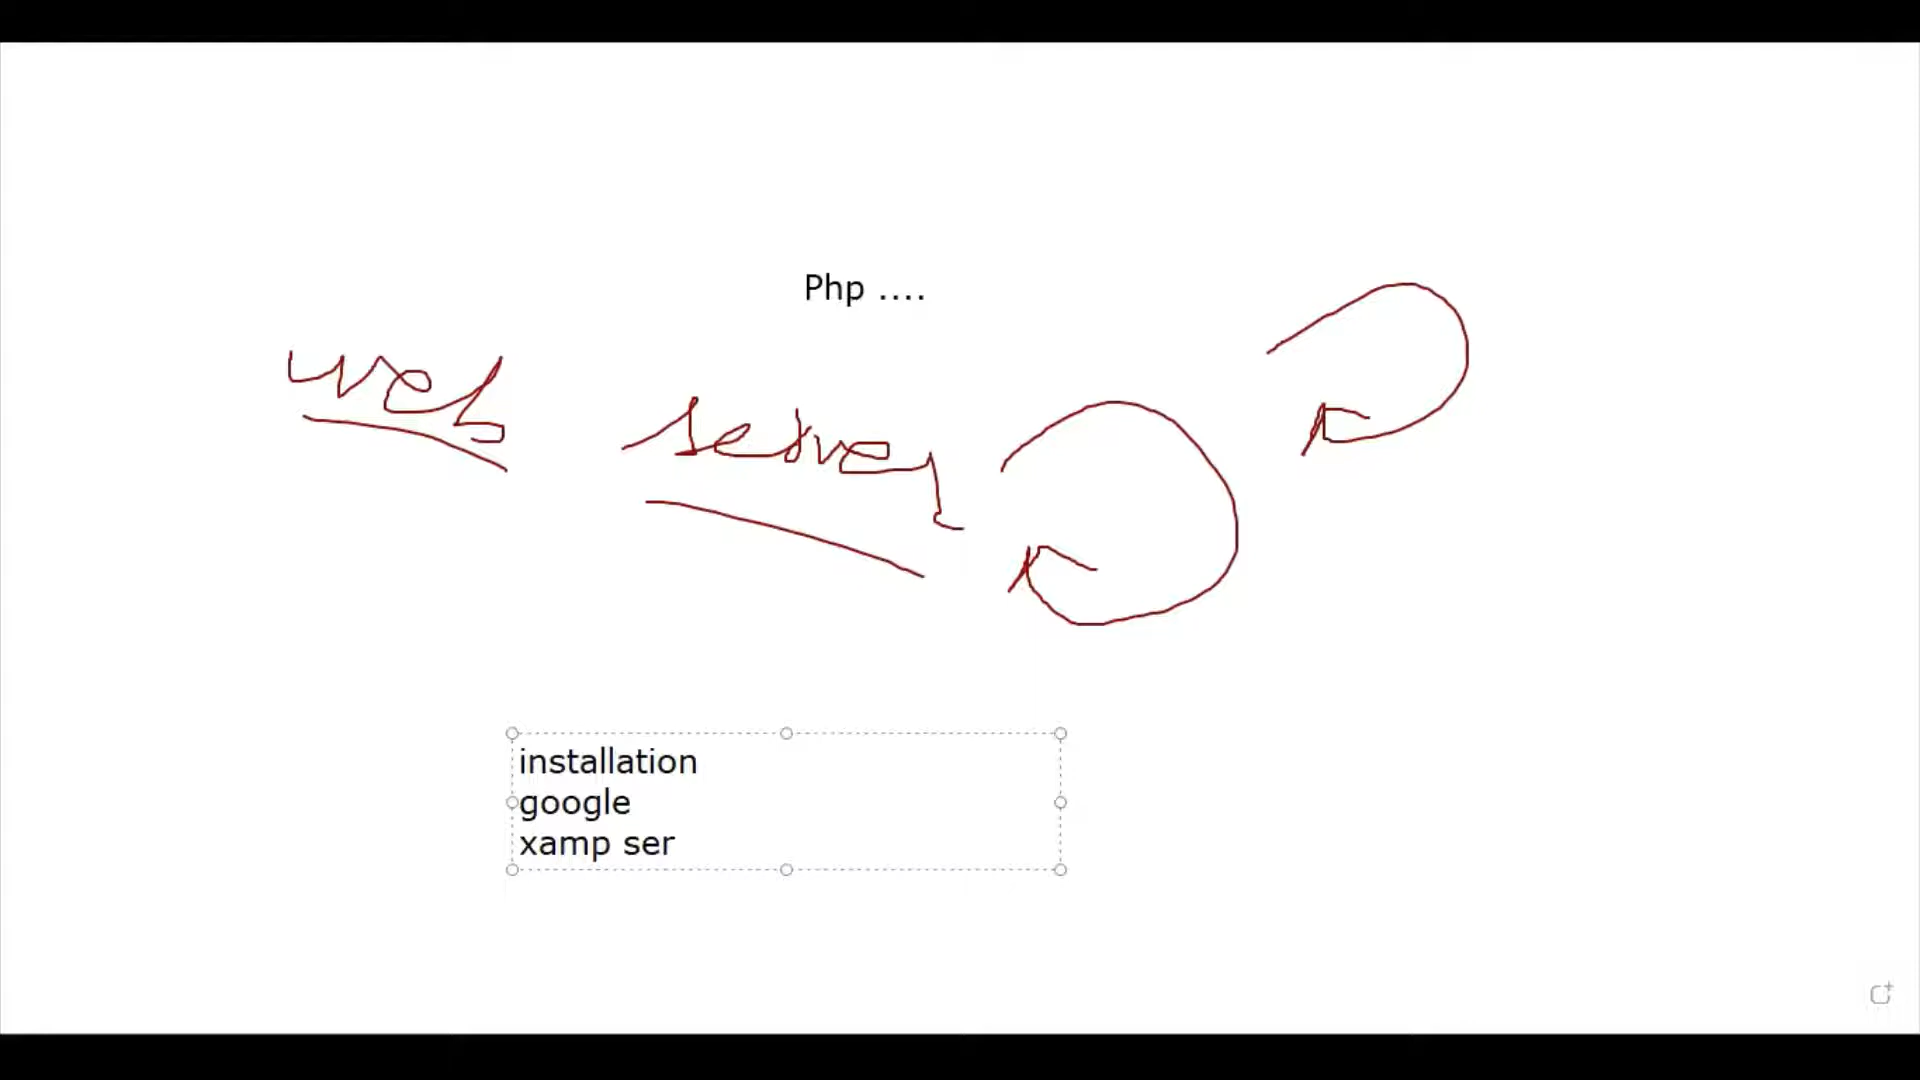 Php ....
web
server
installation
google
xamp ser